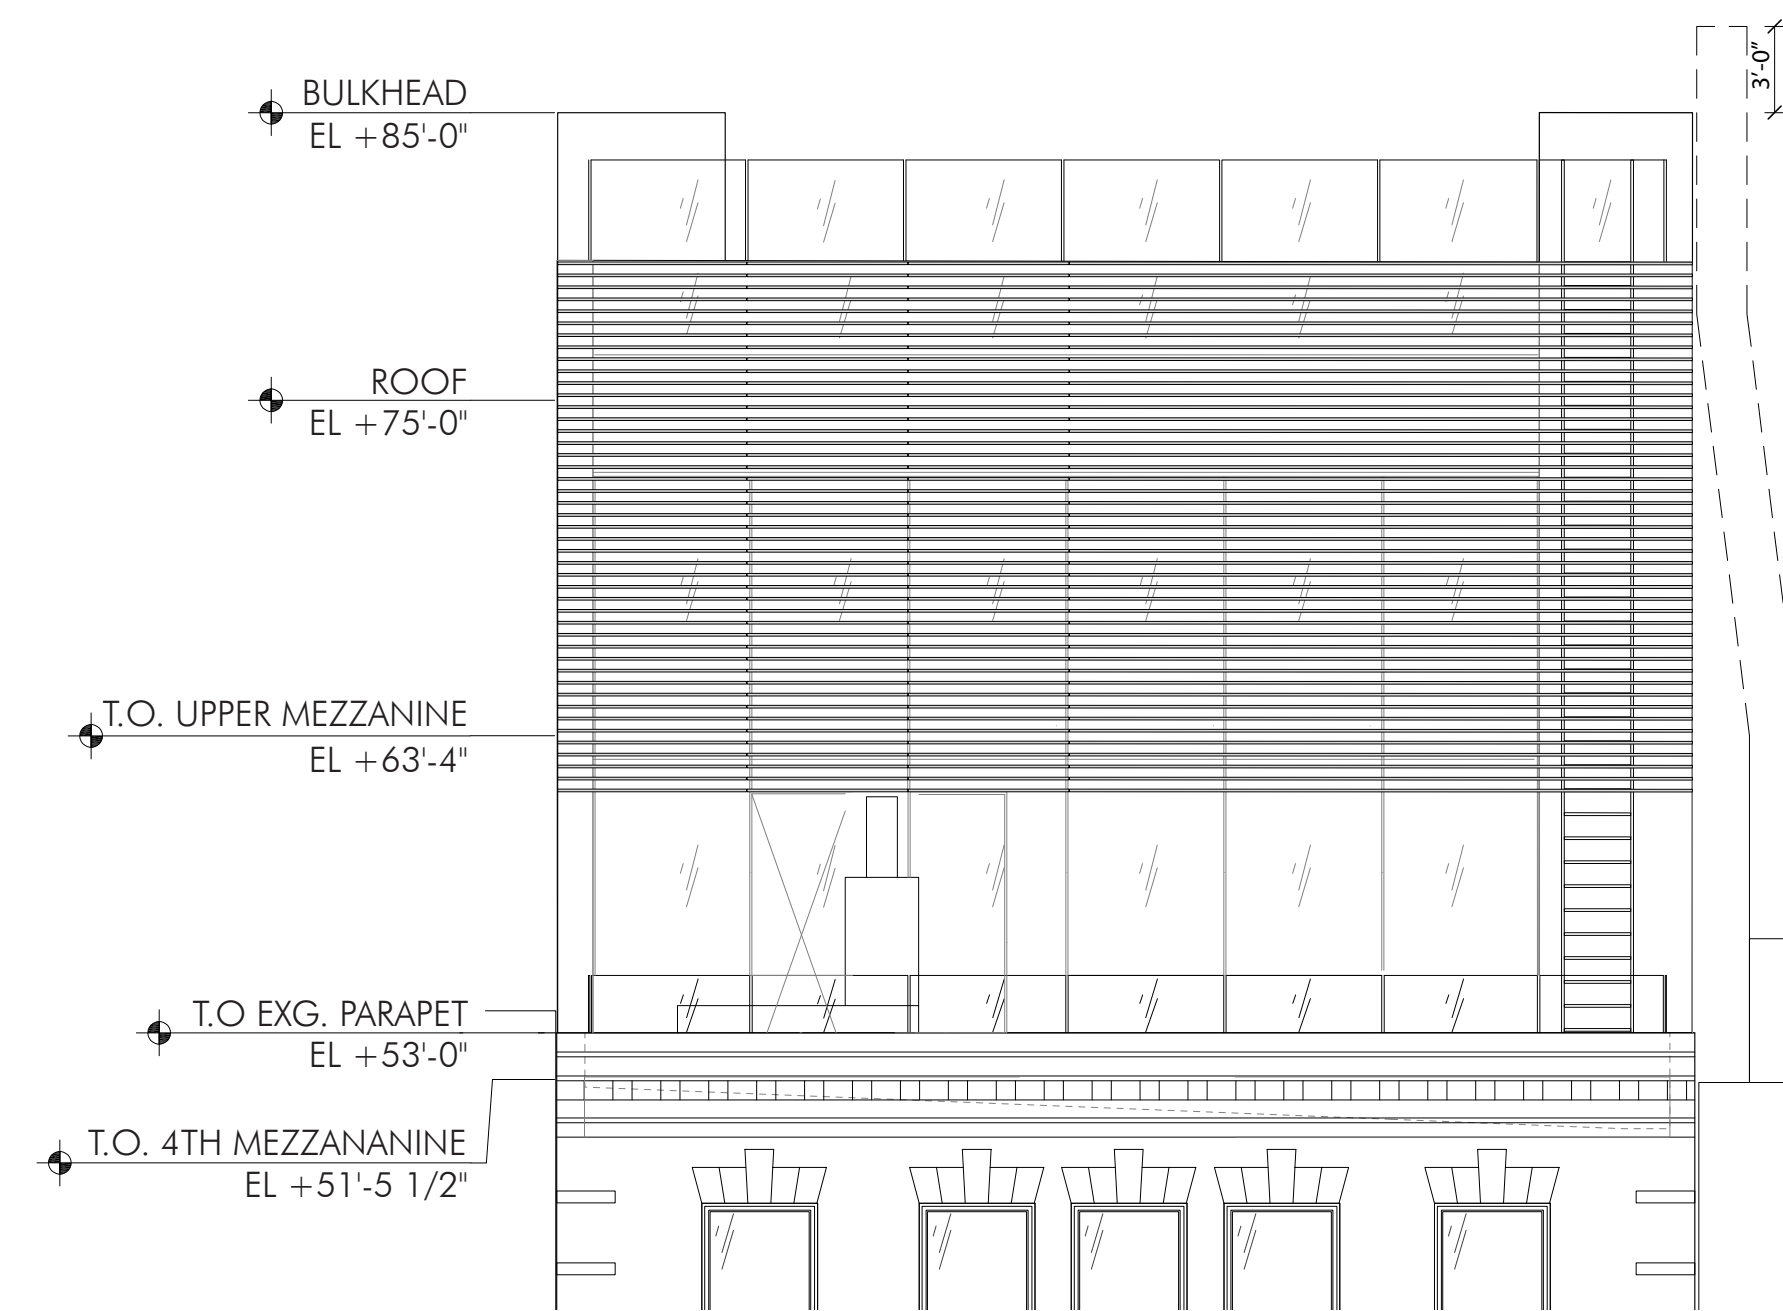 3'-0"
BULKHEAD
EL +85'-0"
ROOF
EL +75'-0"
T.O. UPPER MEZZANINE
EL +63'-4"
T.O EXG. PARAPET
EL +53'-0"
T.O. 4TH MEZZANANINE
EL +51'-5 1/2"